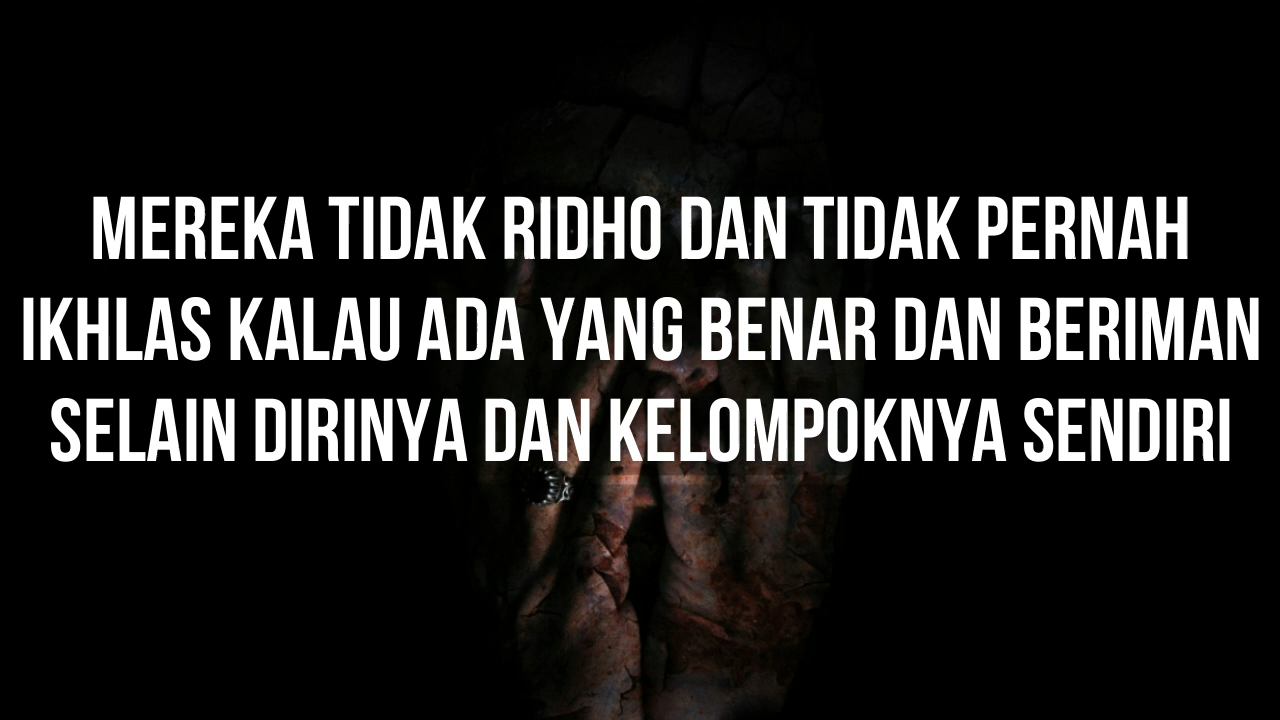 MEREKA TIDAK RIDHO DAN TIDAK PERNAH
IKHLAS KALAU ADA YANG BENAR DAN BERIMAN
SELAIN DIRINYA DAN KELOMPOKNYA SENDIRI